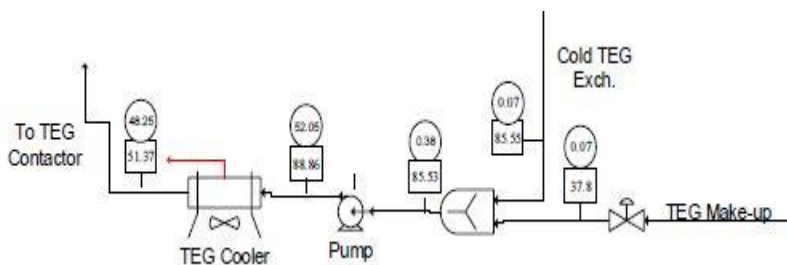 Cold TEG
Exch.
To TEG
Contactor
48.25
51.37
52.05
88.86
0.38
85.53
0.07
85.55
0.07
37.8
TEG Make-up
TEG Cooler
Pump